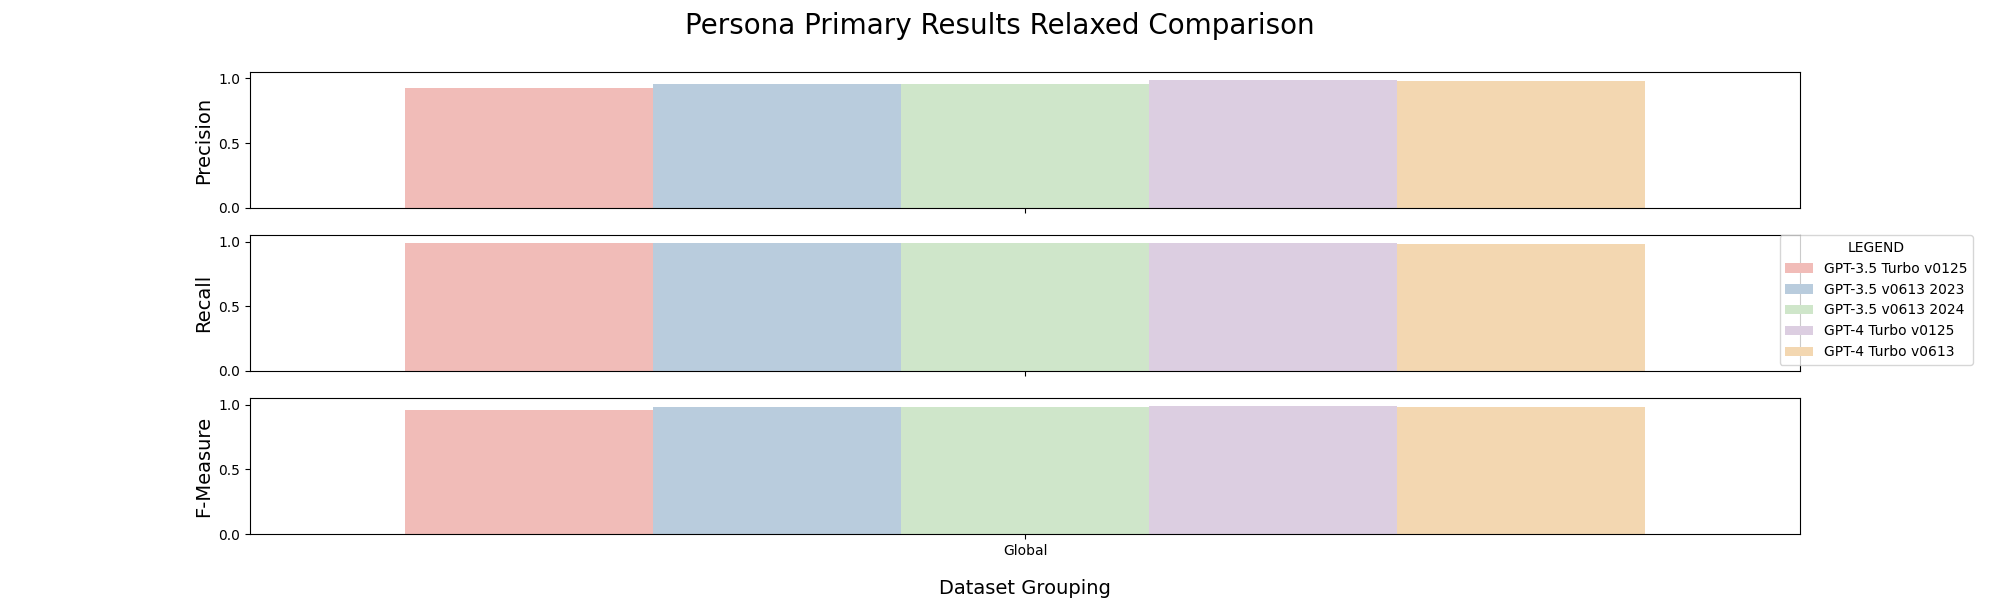 Persona Primary Results Relaxed Comparison
1.0
0.5
0.0
Precision
1.0
0.5
0.0
Recall
LEGEND
GPT-3.5 Turbo v0125
GPT-3.5 v0613 2023
GPT-3.5 v0613 2024
GPT-4 Turbo v0125
GPT-4 Turbo v0613
1.0
0.5
0.0
F-Measure
Global
Dataset Grouping